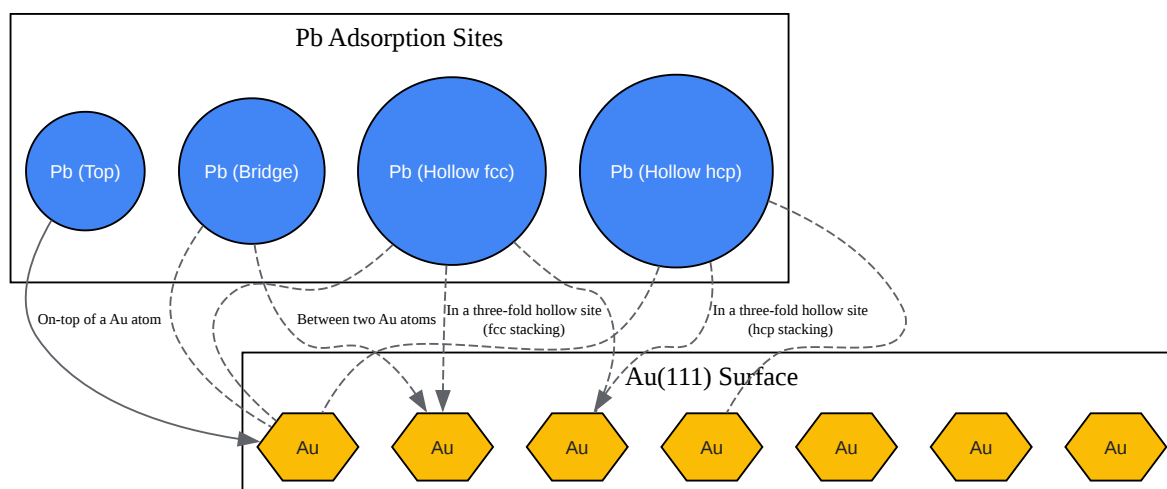 Pb Adsorption Sites
Pb (Top)
Pb (Bridge)
Pb (Hollow fcc)
Pb (Hollow hcp)
On-top of a Au atom
Between two Au atoms
In a three-fold hollow site
(fcc stacking)
In a three-fold hollow site
(hcp stacking)
Au(111) Surface
Au
Au
Au
Au
Au
Au
Au